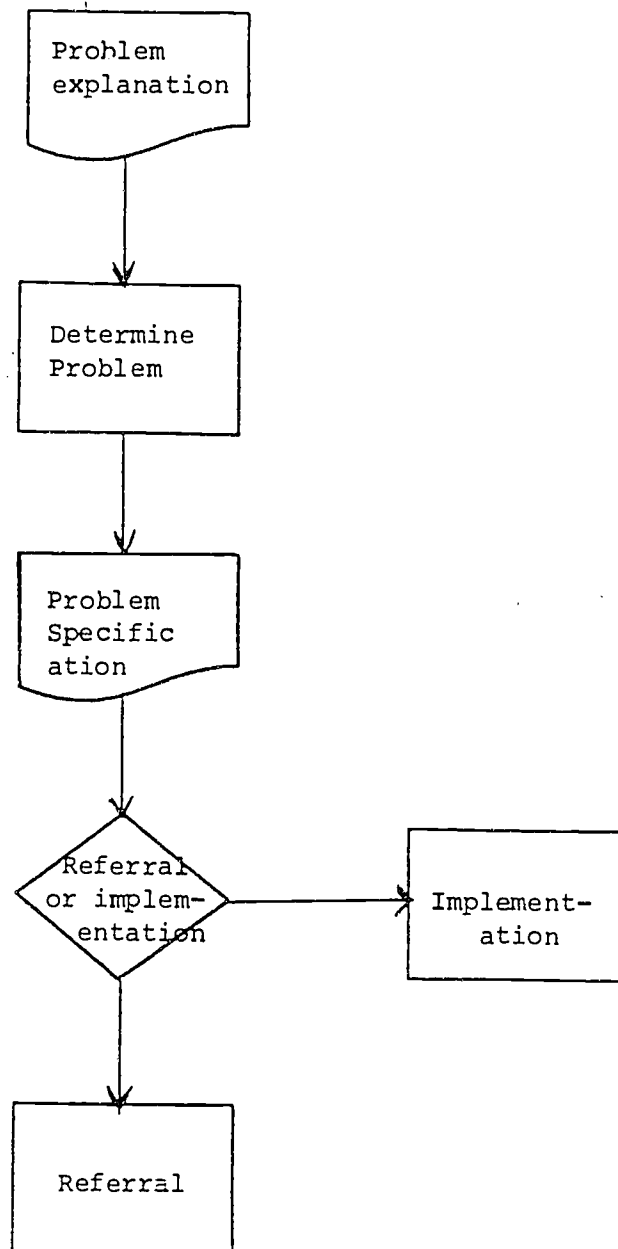 Problem
explanation
Determine
Problem
Problem
Specific
ation
Referral
or implem-
entation
Implement-
ation
Referral